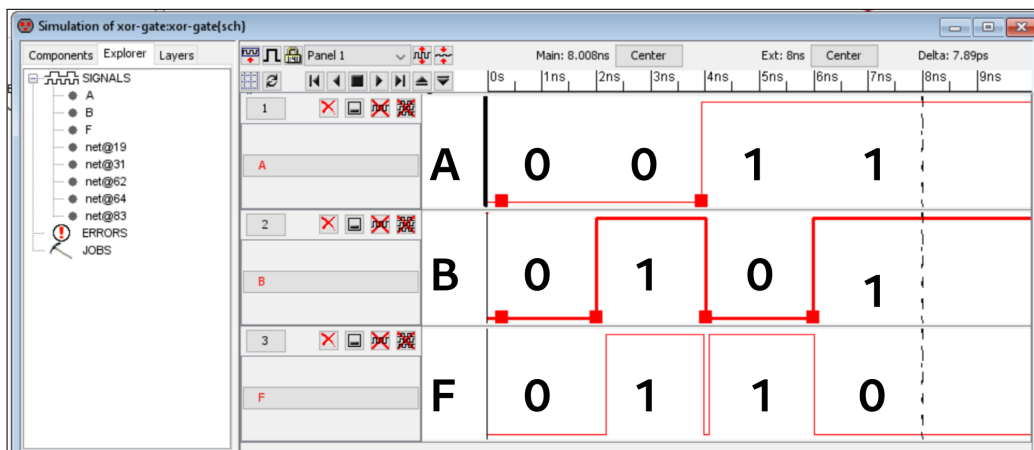 Simulation of xor-gate:xor-gate{sch}
Components Explorer Layers
Panel 1 Main: 8.008ns Center Ext: 8ns Center Delta: 7.89ps
SIGNALS
A
B
F
net@19
net@31
net@62
net@64
net@83
ERRORS
JOBS
0s 1ns 2ns 3ns 4ns 5ns 6ns 7ns 8ns 9ns
1
A A 0 0 1 1
2
B B 0 1 0 1
3
F F 0 1 1 0